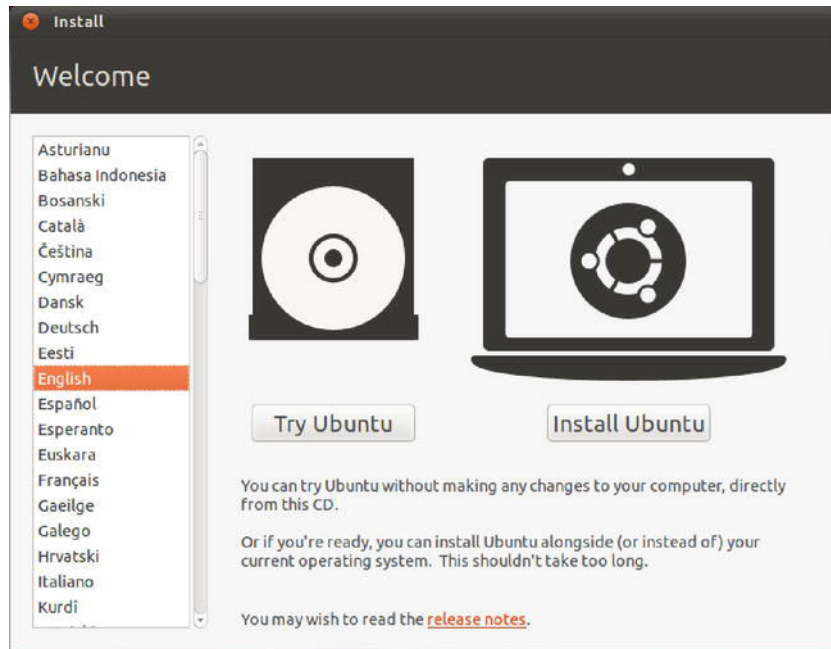 Install
Welcome
Asturianu
Bahasa Indonesia
Bosanski
Català
Čeština
Cymraeg
Dansk
Deutsch
Eesti
English
Español
Esperanto
Euskara
Français
Gaeilge
Galego
Hrvatski
Italiano
Kurdî
Try Ubuntu
Install Ubuntu
You can try Ubuntu without making any changes to your computer, directly
from this CD.
Or if you're ready, you can install Ubuntu alongside (or instead of) your
current operating system. This shouldn't take too long.
You may wish to read the release notes.